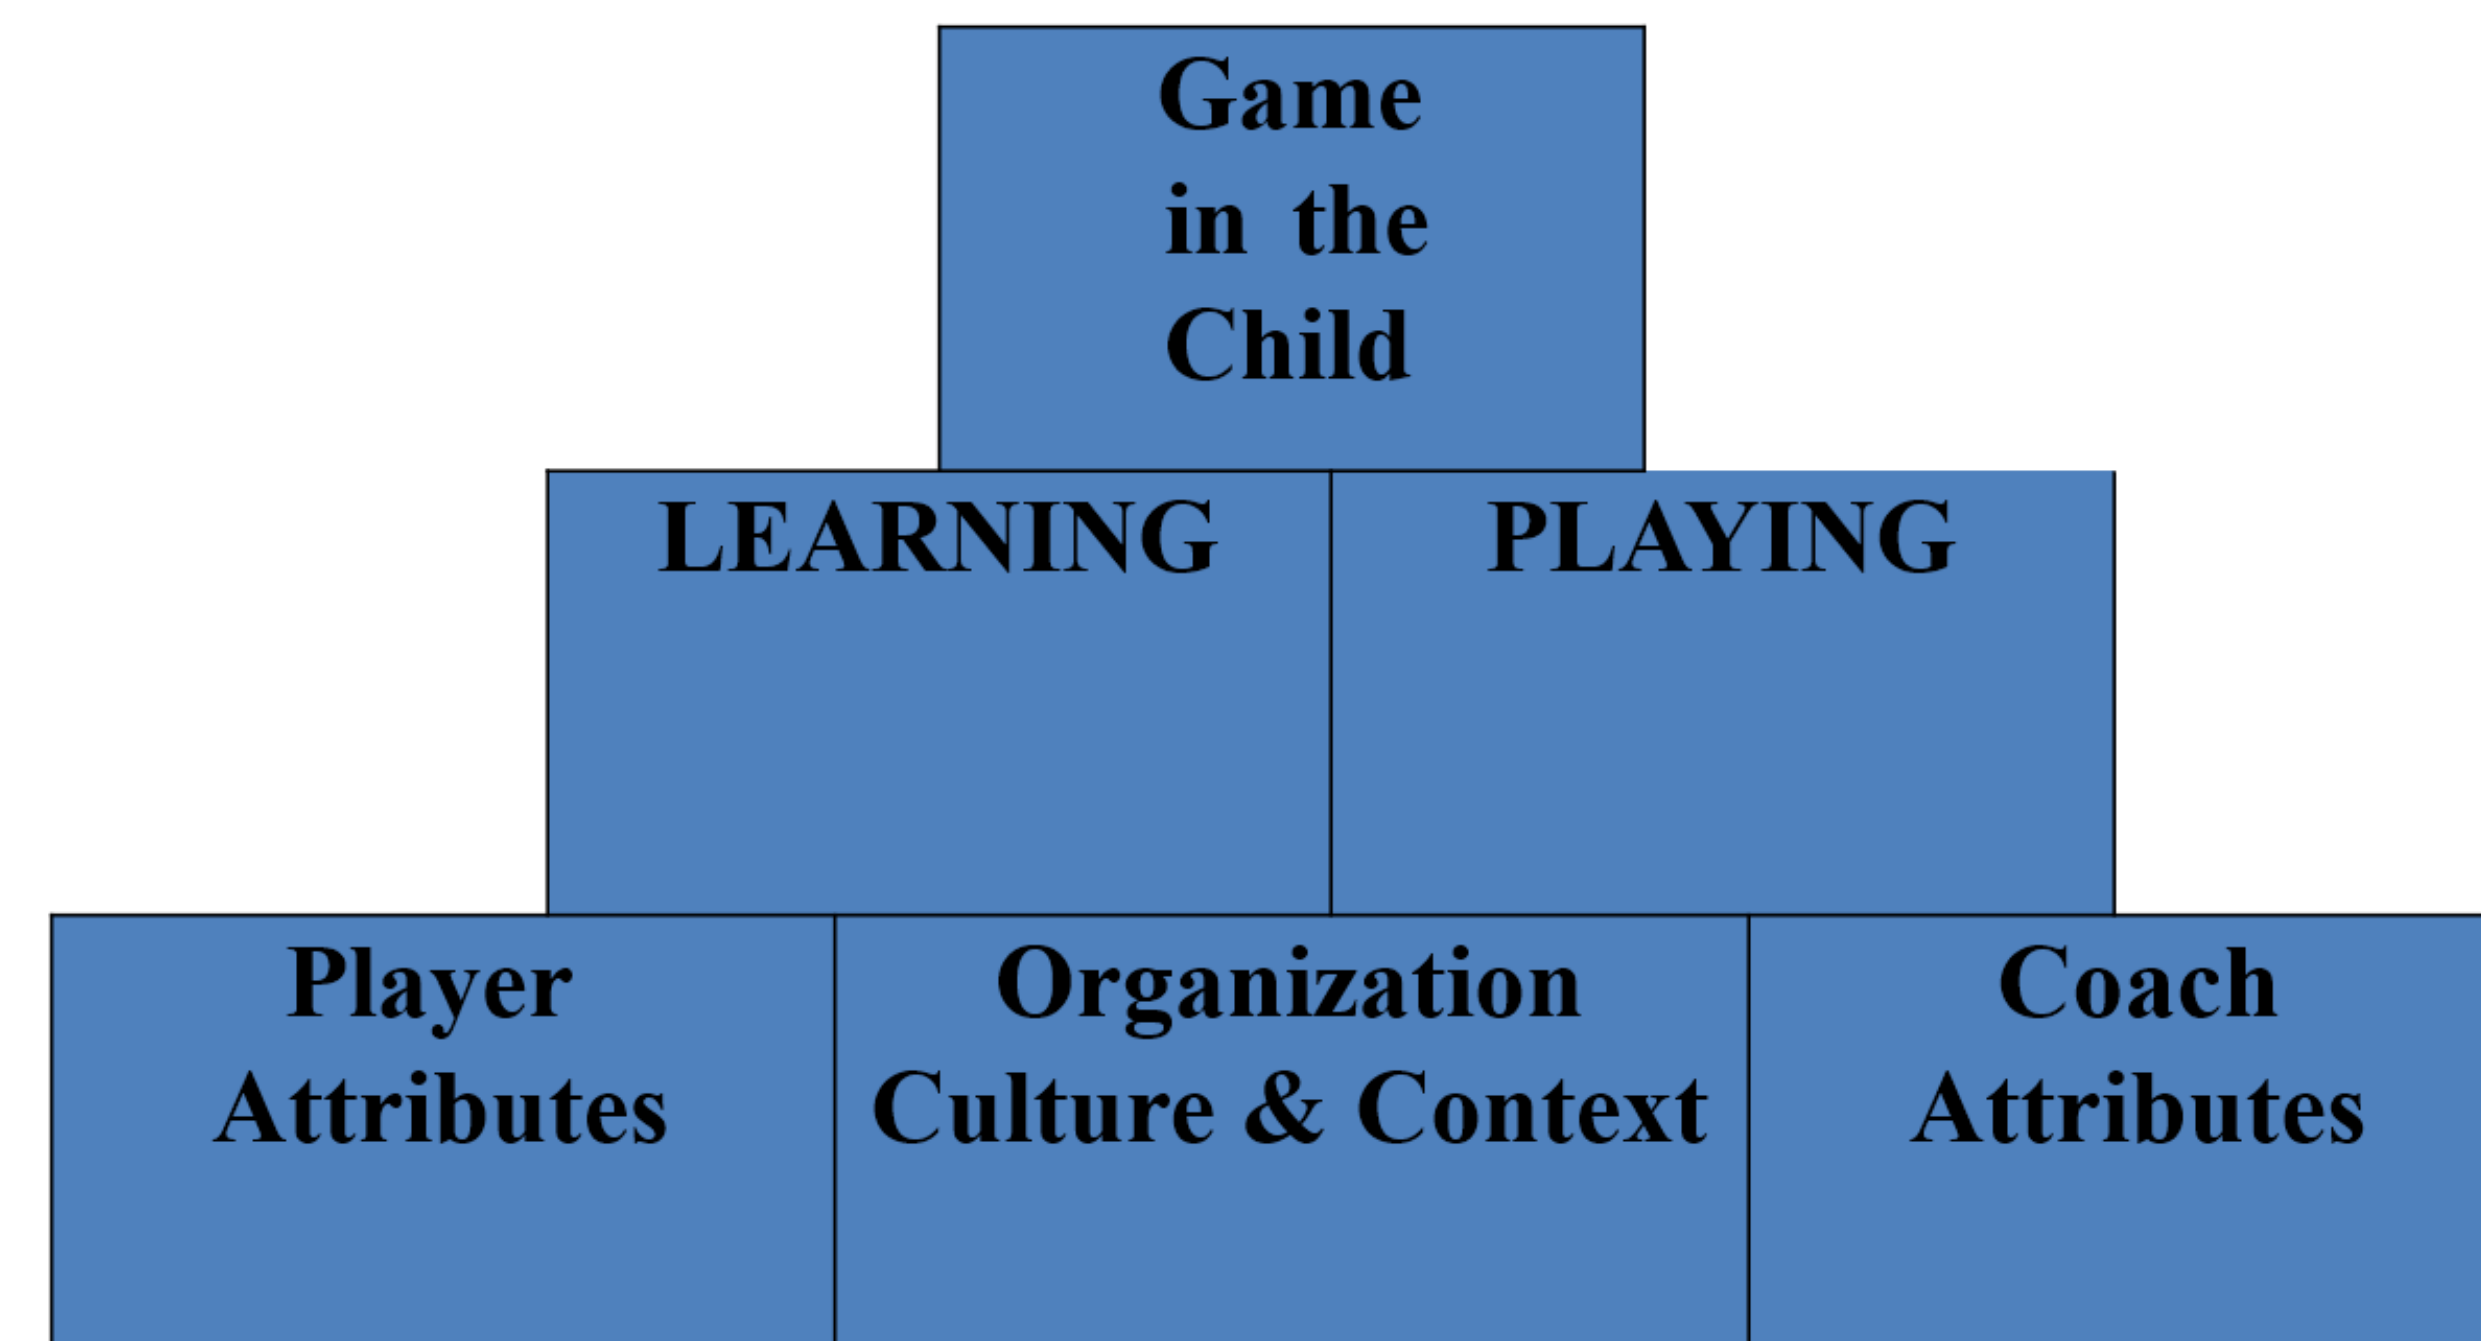 Game
in the
Child
LEARNING
PLAYING
Player
Attributes
Organization
Culture & Context
Coach
Attributes